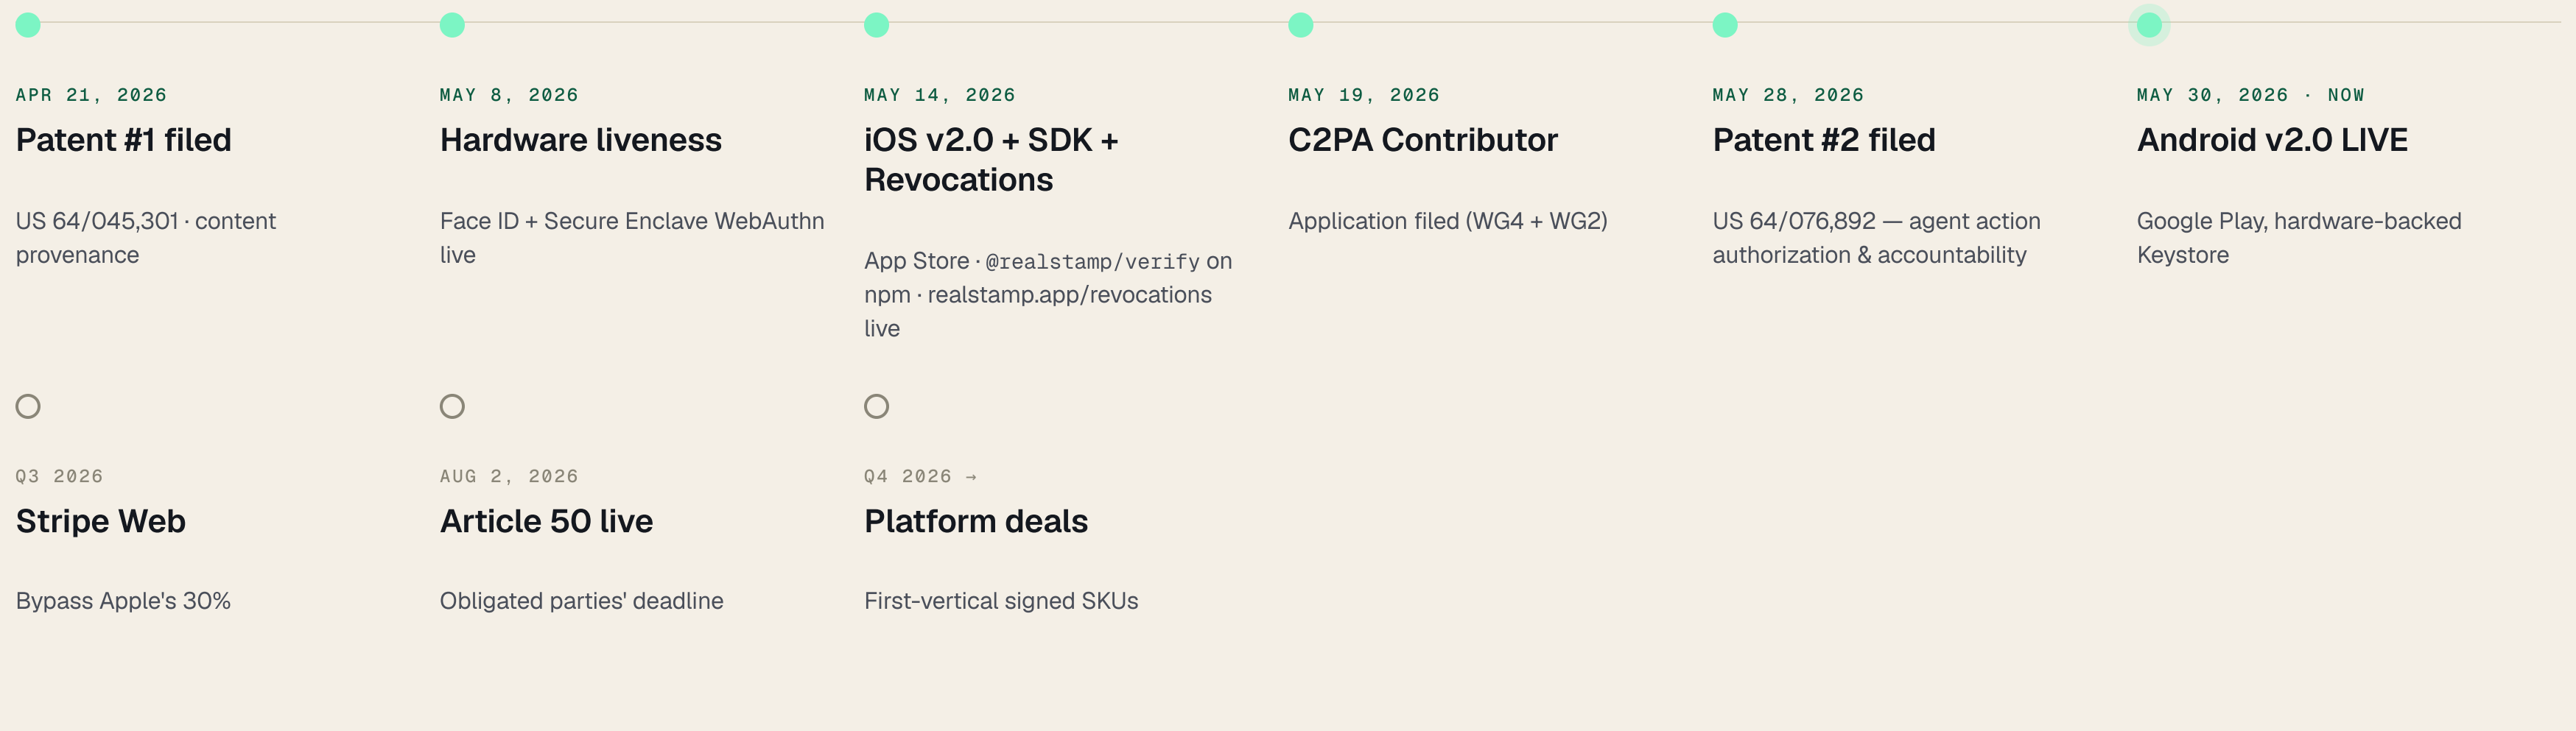 APR 21, 2026
Patent #1 filed
US 64/045,301 · content
provenance
MAY 8, 2026
Hardware liveness
Face ID + Secure Enclave WebAuthn
live
MAY 14, 2026
iOS v2.0 + SDK +
Revocations
App Store · @realstamp/verify on
npm · realstamp.app/revocations
live
MAY 19, 2026
C2PA Contributor
Application filed (WG4 + WG2)
MAY 28, 2026
Patent #2 filed
US 64/076,892 — agent action
authorization & accountability
MAY 30, 2026 · NOW
Android v2.0 LIVE
Google Play, hardware-backed
Keystore
Q3 2026
Stripe Web
Bypass Apple's 30%
AUG 2, 2026
Article 50 live
Obligated parties' deadline
Q4 2026 →
Platform deals
First-vertical signed SKUs